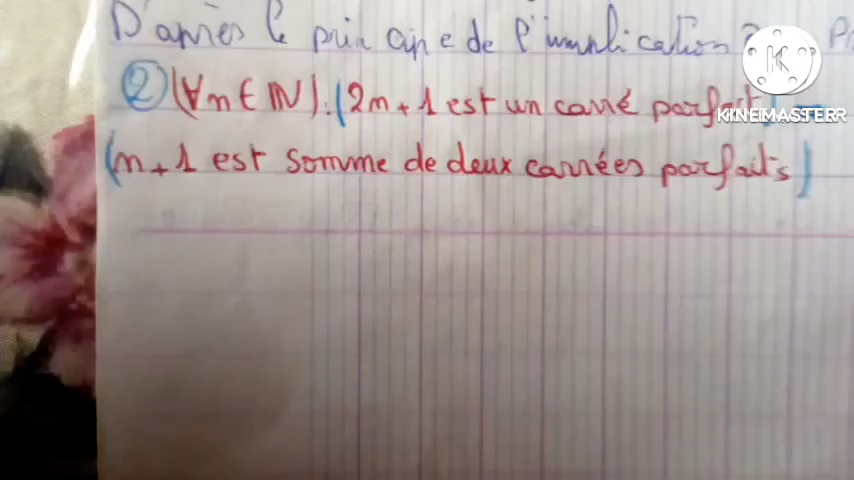 D'après le principe de l'implication
② (∀n ∈ ℕ): (2n+1 est un carré parfait)
(n+1 est somme de deux carrées parfaits)
K
KINEMASTER